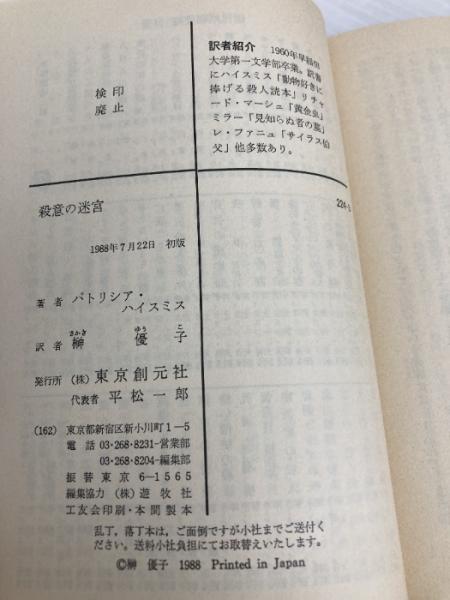 訳者紹介 1960年早稲田
大学第一文学部卒業。訳書
にハイスミス「動物好きに
捧げる殺人読本」リチャ
ード・マーシュ「黄金虫」
ミラー「見知らぬ者の墓」
レ・ファニュ「サイラス伯
父」他多数あり。
検印
廃止
殺意の迷宮
224-5
1988年7月22日 初版
著者 パトリシア・
ハイスミス
さかき ゆう こ
訳者 榊 優 子
発行所 (株) 東京創元社
代表者 平松一郎
(162) 東京都新宿区新小川町1-5
電話 03・268・8231-営業部
03・268・8204-編集部
振替 東京 6-1565
編集協力 (株) 遊牧社
工友会印刷・本間製本
乱丁,落丁本は,ご面倒ですが小社までご送付く
ださい。送料小社負担にてお取替えいたします。
©榊 優子 1988 Printed in Japan